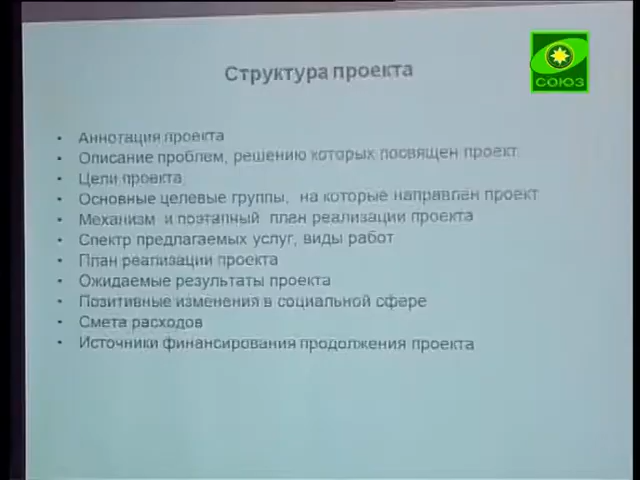 Структура проекта
СОЮЗ
• Аннотация проекта
• Описание проблем, решению которых посвящен проект
• Цели проекта
• Основные целевые группы, на которые направлен проект
• Механизм и поэтапный план реализации проекта
• Спектр предлагаемых услуг, виды работ
• План реализации проекта
• Ожидаемые результаты проекта
• Позитивные изменения в социальной сфере
• Смета расходов
• Источники финансирования продолжения проекта